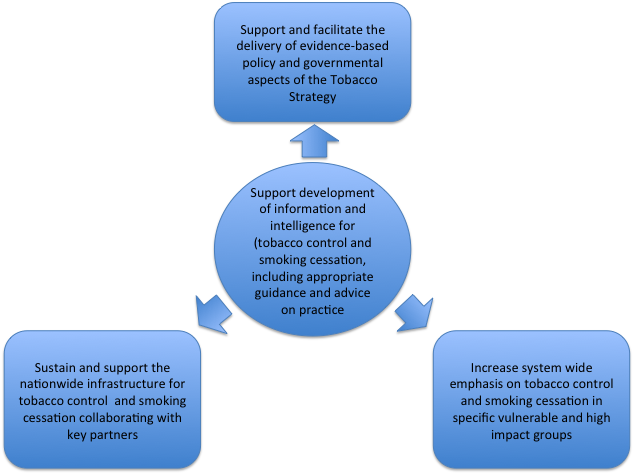 Support and facilitate the
delivery of evidence-based
policy and governmental
aspects of the Tobacco
Strategy
Support development
of information and
intelligence for
(tobacco control and
smoking cessation,
including appropriate
guidance and advice
on practice
Sustain and support the
nationwide infrastructure for
tobacco control and smoking
cessation collaborating with
key partners
Increase system wide
emphasis on tobacco control
and smoking cessation in
specific vulnerable and high
impact groups